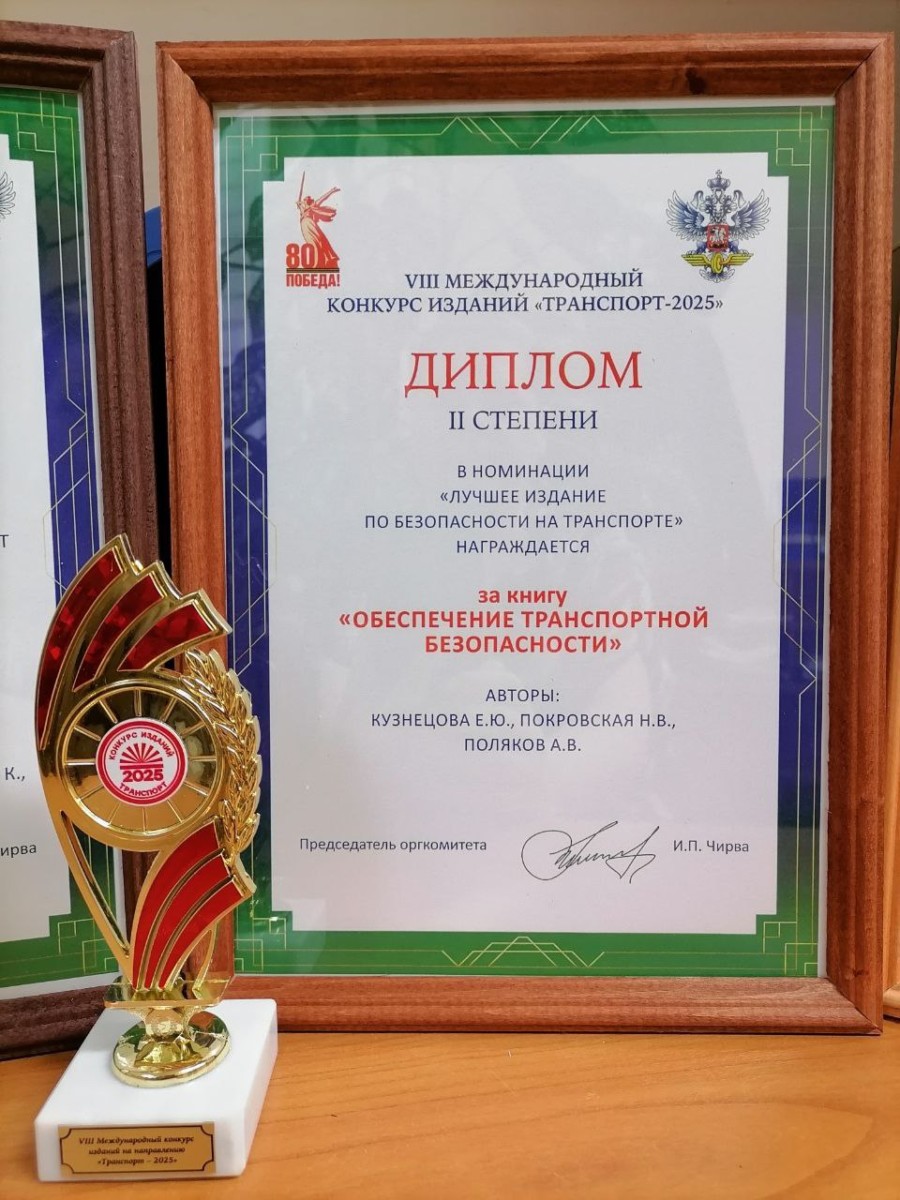 80
ПОБЕДА!
VIII МЕЖДУНАРОДНЫЙ
КОНКУРС ИЗДАНИЙ «ТРАНСПОРТ-2025»
ДИПЛОМ
II СТЕПЕНИ
В НОМИНАЦИИ
«ЛУЧШЕЕ ИЗДАНИЕ
ПО БЕЗОПАСНОСТИ НА ТРАНСПОРТЕ»
НАГРАЖДАЕТСЯ
за книгу
«ОБЕСПЕЧЕНИЕ ТРАНСПОРТНОЙ
БЕЗОПАСНОСТИ»
АВТОРЫ:
КУЗНЕЦОВА Е.Ю., ПОКРОВСКАЯ Н.В.,
ПОЛЯКОВ А.В.
Председатель оргкомитета
И.П. Чирва
Т
К.,
ирва
КОНКУРС ИЗДАНИЙ
2025
ТРАНСПОРТ
VIII Международный конкурс
изданий на направлению
«Транспорт - 2025»